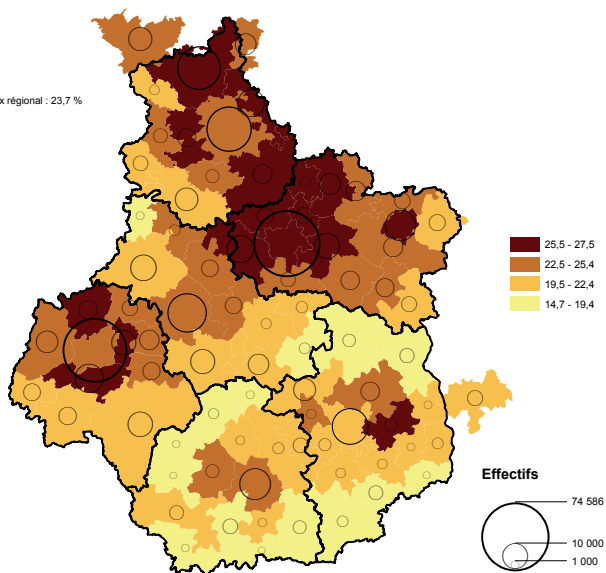 x régional : 23,7 %
25,5 - 27,5
22,5 - 25,4
19,5 - 22,4
14,7 - 19,4
Effectifs
74 586
10 000
1 000